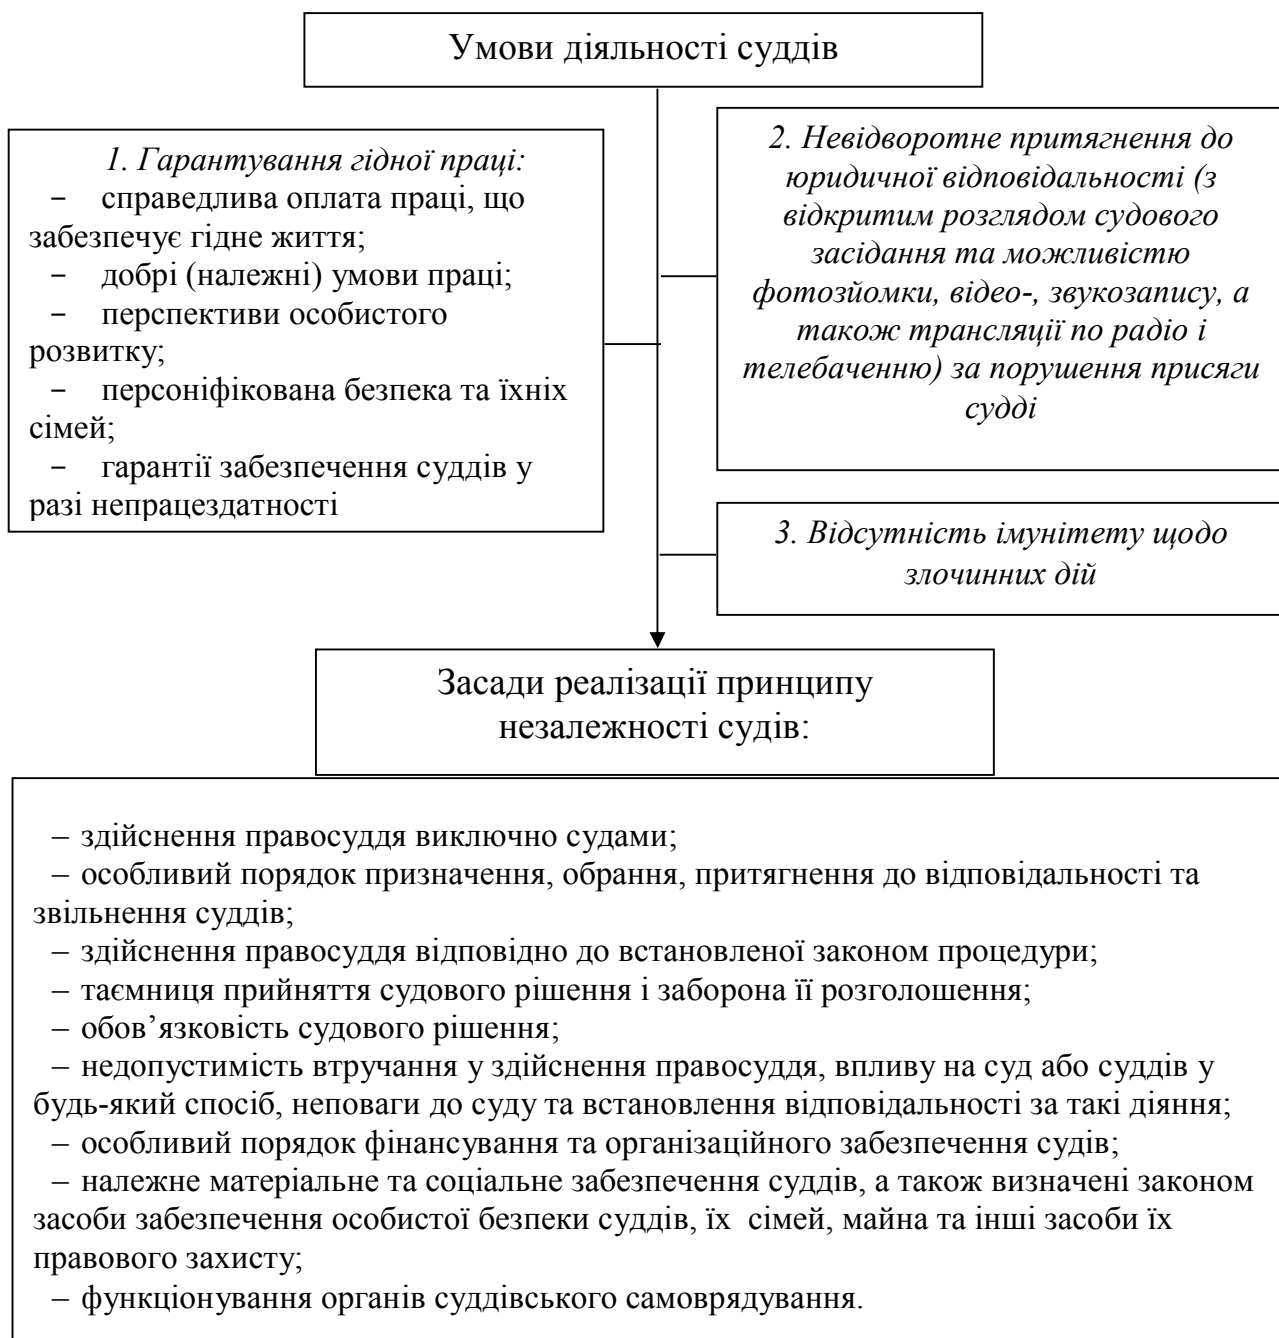 Умови діяльності суддів
1. Гарантування гідної праці:
− справедлива оплата праці, що
забезпечує гідне життя;
− добрі (належні) умови праці;
− перспективи особистого
розвитку;
− персоніфікована безпека та їхніх
сімей;
− гарантії забезпечення суддів у
разі непрацездатності
2. Невідворотне притягнення до
юридичної відповідальності (з
відкритим розглядом судового
засідання та можливістю
фотозйомки, відео-, звукозапису, а
також трансляції по радіо і
телебаченню) за порушення присяги
судді
3. Відсутність імунітету щодо
злочинних дій
Засади реалізації принципу
незалежності судів:
– здійснення правосуддя виключно судами;
– особливий порядок призначення, обрання, притягнення до відповідальності та
звільнення суддів;
– здійснення правосуддя відповідно до встановленої законом процедури;
– таємниця прийняття судового рішення і заборона її розголошення;
– обов’язковість судового рішення;
– недопустимість втручання у здійснення правосуддя, впливу на суд або суддів у
будь-який спосіб, неповаги до суду та встановлення відповідальності за такі діяння;
– особливий порядок фінансування та організаційного забезпечення судів;
– належне матеріальне та соціальне забезпечення суддів, а також визначені законом
засоби забезпечення особистої безпеки суддів, їх сімей, майна та інші засоби їх
правового захисту;
– функціонування органів суддівського самоврядування.